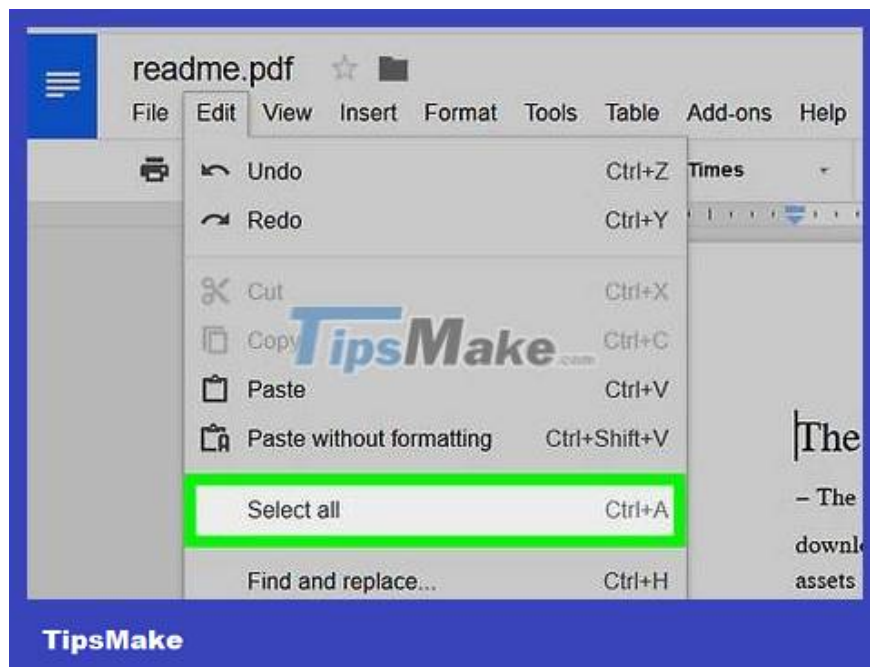 readme.pdf
File Edit View Insert Format Tools Table Add-ons Help
Undo Ctrl+Z Times
Redo Ctrl+Y
Cut Ctrl+X
Copy Ctrl+C
TipsMake.com
Paste Ctrl+V
Paste without formatting Ctrl+Shift+V
The
Select all Ctrl+A
– The
Find and replace... Ctrl+H
assets
TipsMake